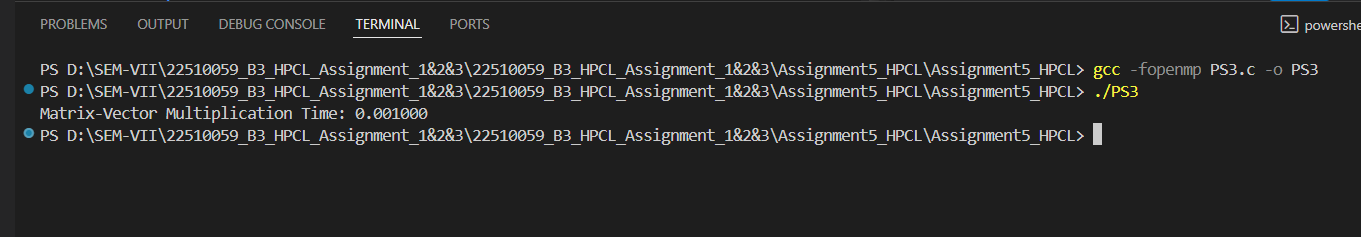 PROBLEMS OUTPUT DEBUG CONSOLE TERMINAL PORTS powershe
PS D:\SEM-VII\22510059_B3_HPCL_Assignment_1&2&3\22510059_B3_HPCL_Assignment_1&2&3\Assignment5_HPCL\Assignment5_HPCL> gcc -fopenmp PS3.c -o PS3
PS D:\SEM-VII\22510059_B3_HPCL_Assignment_1&2&3\22510059_B3_HPCL_Assignment_1&2&3\Assignment5_HPCL\Assignment5_HPCL> ./PS3
Matrix-Vector Multiplication Time: 0.001000
PS D:\SEM-VII\22510059_B3_HPCL_Assignment_1&2&3\22510059_B3_HPCL_Assignment_1&2&3\Assignment5_HPCL\Assignment5_HPCL>